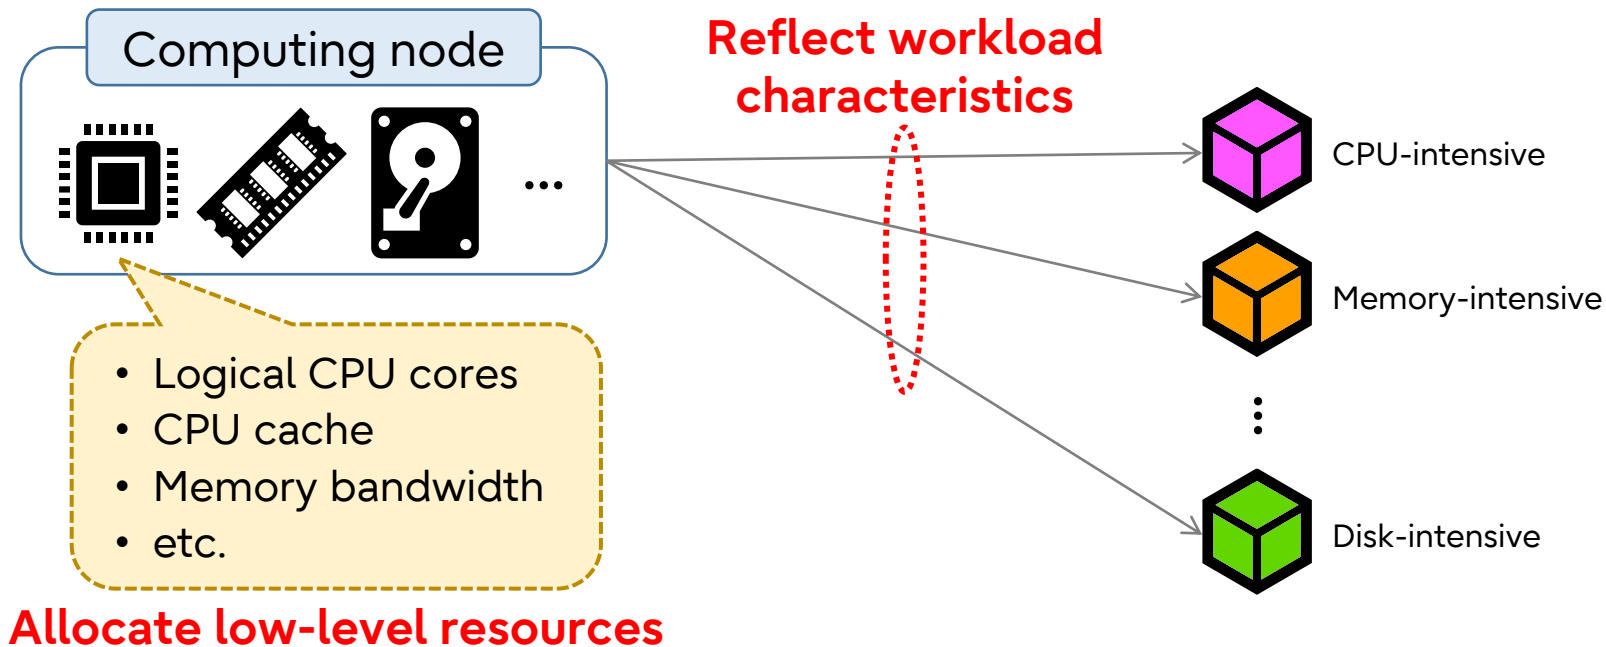 Computing node
Reflect workload
characteristics
...
CPU-intensive
Memory-intensive
Disk-intensive
• Logical CPU cores
• CPU cache
• Memory bandwidth
• etc.
Allocate low-level resources